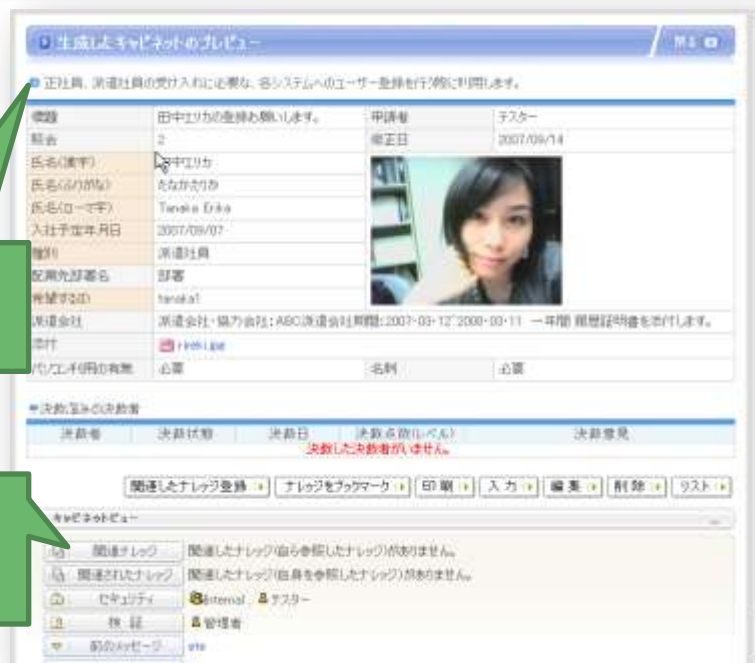 生成したキャビネットのプレビュー 閉る
正社員、派遣社員の受け入れに必要な、各システムへのユーザー登録を行う際に利用します。
標題 田中エリカの登録お願いします。 申請者 テスター
照会 2 修正日 2007/09/14
氏名(漢字) 田中エリカ
氏名(ふりがな) たなかえりか
氏名(ローマ字) Tanaka Erika
入社予定年月日 2007/09/07
種別 派遣社員
配属先部署名 部署
希望するID tanaka1
派遣会社 派遣会社・協力会社:ABC派遣会社 期間:2007-03-12~2008-03-11 一年間 履歴証明書を添付します。
添付 rireki.jpg
パソコン利用の有無 必要 名刺 必要
決裁済みの決裁者
決裁者 決裁状態 決裁日 決裁点数(レベル) 決裁意見
決裁した決裁者がいません。
関連したナレッジ登録 ナレッジをブックマーク 印刷 入力 編集 削除 リスト
キャビネットビュー
関連ナレッジ 関連したナレッジ(自ら参照したナレッジ)がありません。
関連されたナレッジ 関連したナレッジ(自身を参照したナレッジ)がありません。
セキュリティ internal テスター
検証 管理者
前のメッセージ